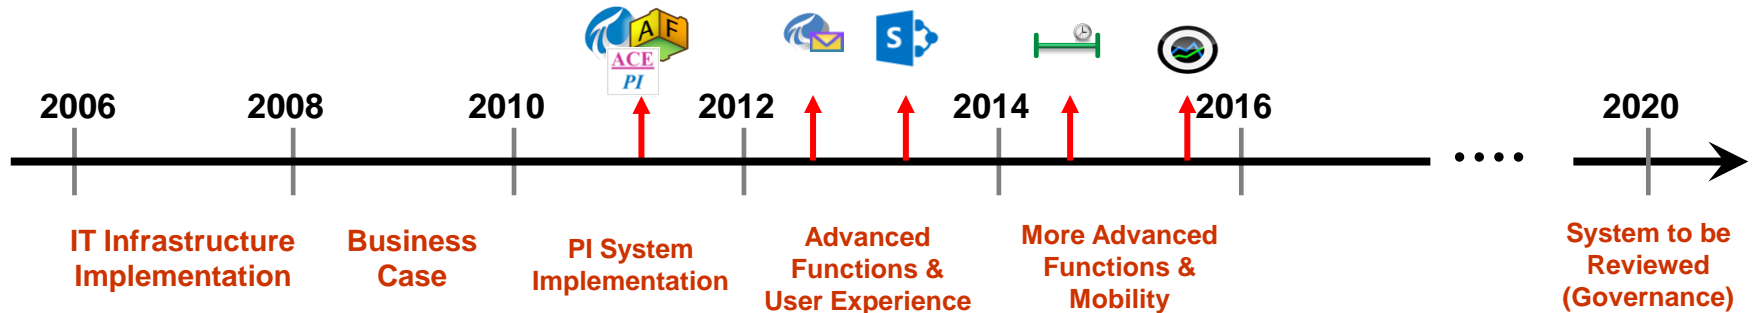 A F
ACE
PI
S
2006
2008
2010
2012
2014
2016
....
2020
IT Infrastructure
Implementation
Business
Case
PI System
Implementation
Advanced
Functions &
User Experience
More Advanced
Functions &
Mobility
System to be
Reviewed
(Governance)